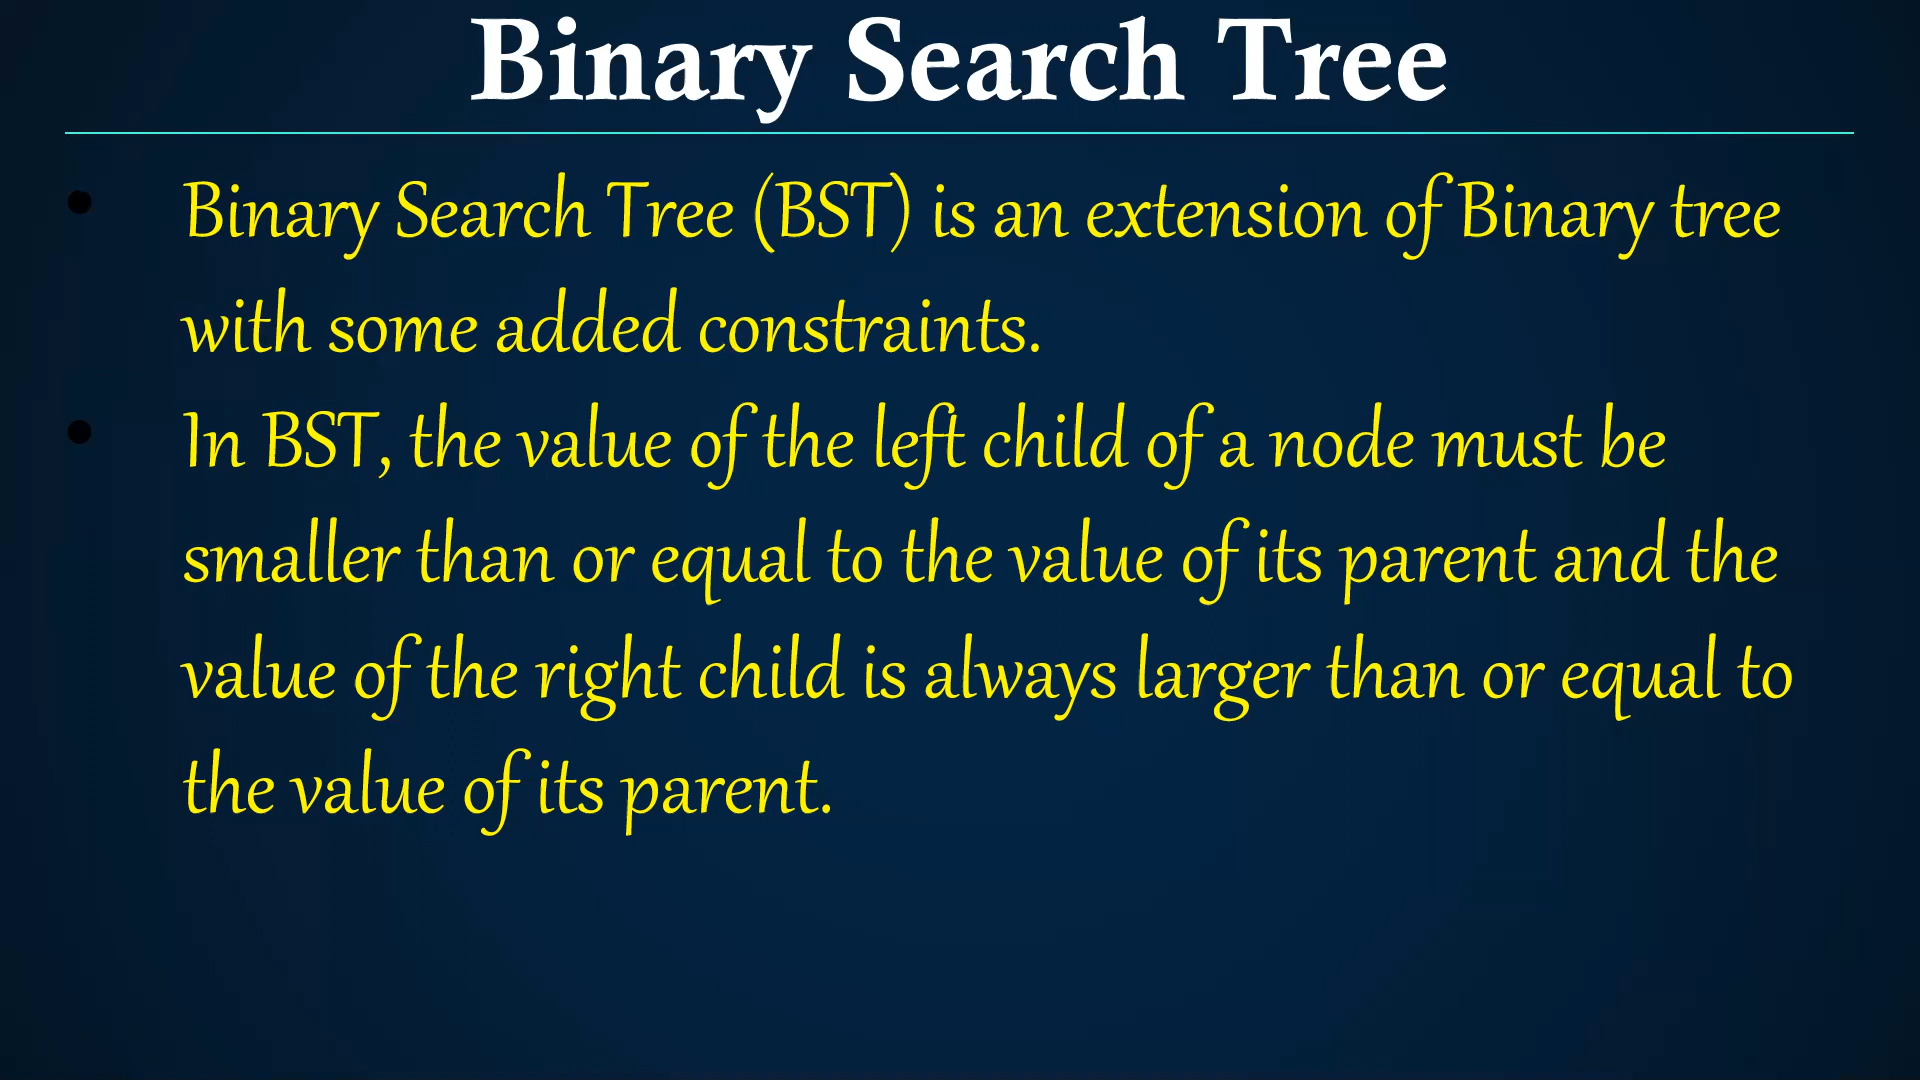 Binary Search Tree
• Binary Search Tree (BST) is an extension of Binary tree
with some added constraints.
• In BST, the value of the left child of a node must be
smaller than or equal to the value of its parent and the
value of the right child is always larger than or equal to
the value of its parent.